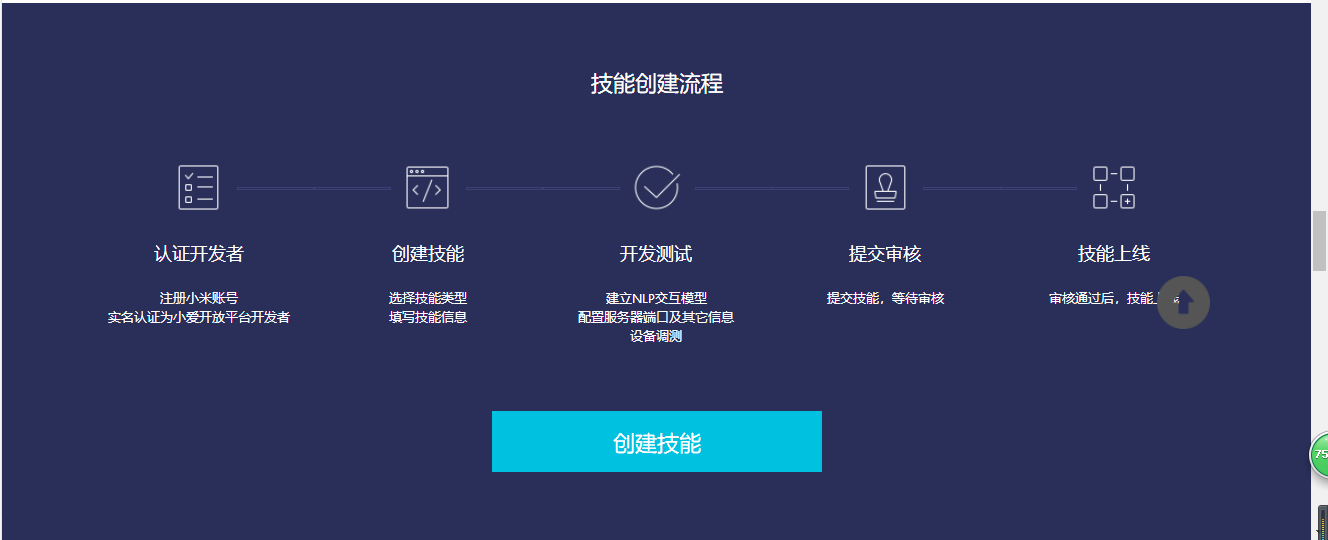 技能创建流程
认证开发者
注册小米账号
实名认证为小爱开放平台开发者
创建技能
选择技能类型
填写技能信息
开发测试
建立NLP交互模型
配置服务器端口及其它信息
设备调测
提交审核
提交技能，等待审核
技能上线
审核通过后，技能
创建技能
75